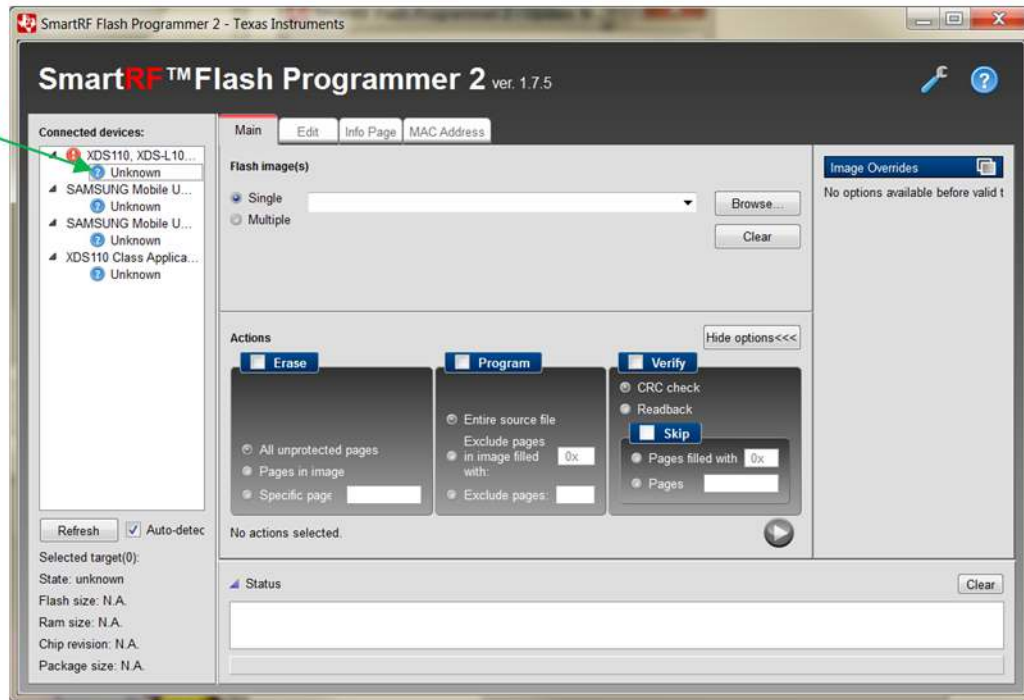 SmartRF Flash Programmer 2 - Texas Instruments
SmartRF™Flash Programmer 2 ver. 1.7.5
Connected devices:
XDS110, XDS-L10...
Unknown
SAMSUNG Mobile U...
Unknown
SAMSUNG Mobile U...
Unknown
XDS110 Class Applica...
Unknown
Refresh
Auto-detec
Selected target(0):
State: unknown
Flash size: N.A.
Ram size: N.A.
Chip revision: N.A.
Package size: N.A.
Main Edit Info Page MAC Address
Flash image(s)
Single
Browse...
Multiple
Clear
Actions
Hide options<<<
Erase
All unprotected pages
Pages in image
Specific page
Program
Entire source file
Exclude pages
in image filled 0x
with:
Exclude pages:
Verify
CRC check
Readback
Skip
Pages filled with 0x
Pages
No actions selected.
Status
Clear
Image Overrides
No options available before valid t